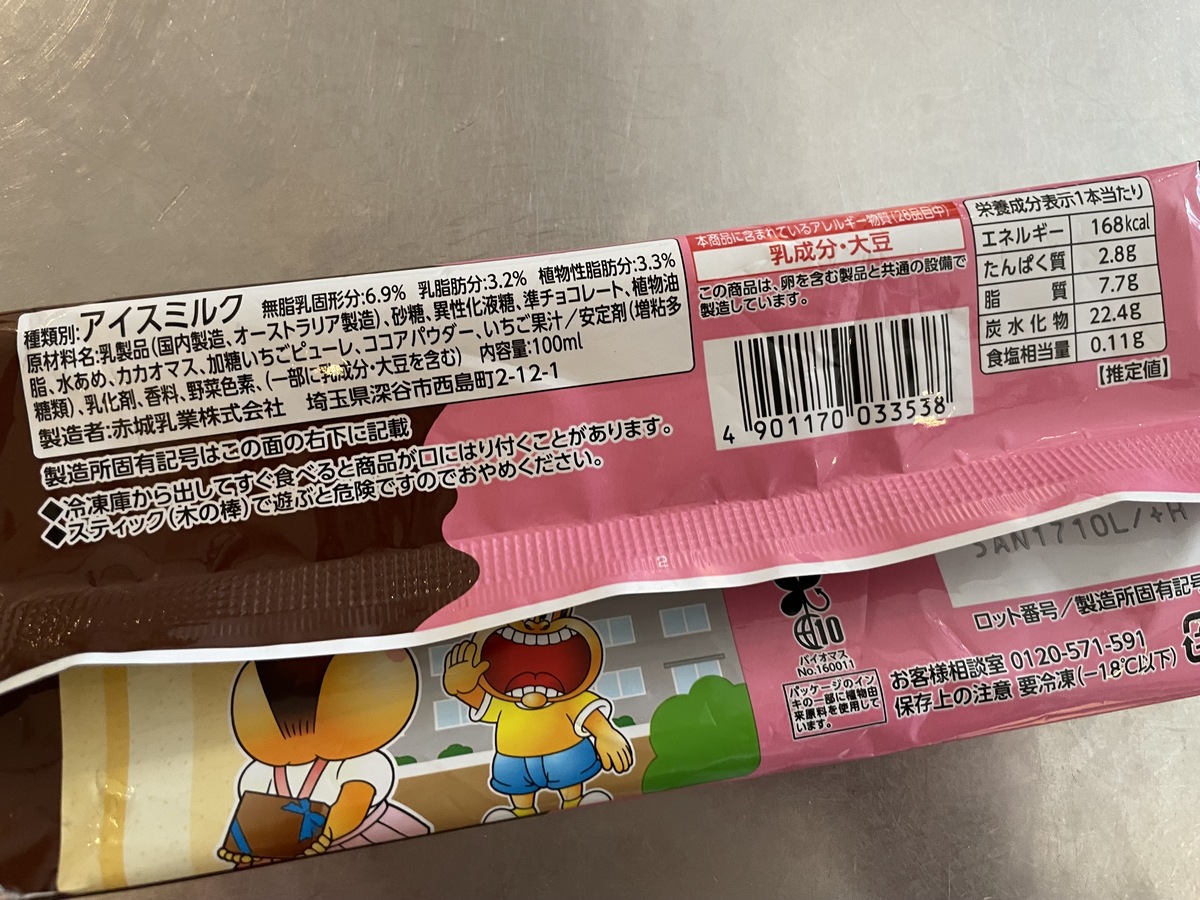 種類別:アイスミルク 無脂乳固形分:6.9% 乳脂肪分:3.2% 植物性脂肪分:3.3%
原材料名:乳製品(国内製造、オーストラリア製造)、砂糖、異性化液糖、準チョコレート、植物油
脂、水あめ、カカオマス、加糖いちごピューレ、ココアパウダー、いちご果汁/安定剤(増粘多
糖類)、乳化剤、香料、野菜色素、(一部に乳成分・大豆を含む) 内容量:100ml
製造者:赤城乳業株式会社 埼玉県深谷市西島町2-12-1
製造所固有記号はこの面の右下に記載
◆冷凍庫から出してすぐ食べると商品が口にはり付くことがあります。
◆スティック(木の棒)で遊ぶと危険ですのでおやめください。
本商品に含まれているアレルギー物質(28品目中)
乳成分・大豆
この商品は、卵を含む製品と共通の設備で
製造しています。
4 901170 033538
栄養成分表示1本当たり
エネルギー 168kcal
たんぱく質 2.8g
脂質 7.7g
炭水化物 22.4g
食塩相当量 0.11g
【推定値】
2
JAN1710L/+H
ロット番号/製造所固有記号
10
バイオマス
No.160011
パッケージのイン
キの一部に植物由
来原料を使用して
います。
お客様相談室 0120-571-591
保存上の注意 要冷凍(-18℃以下)